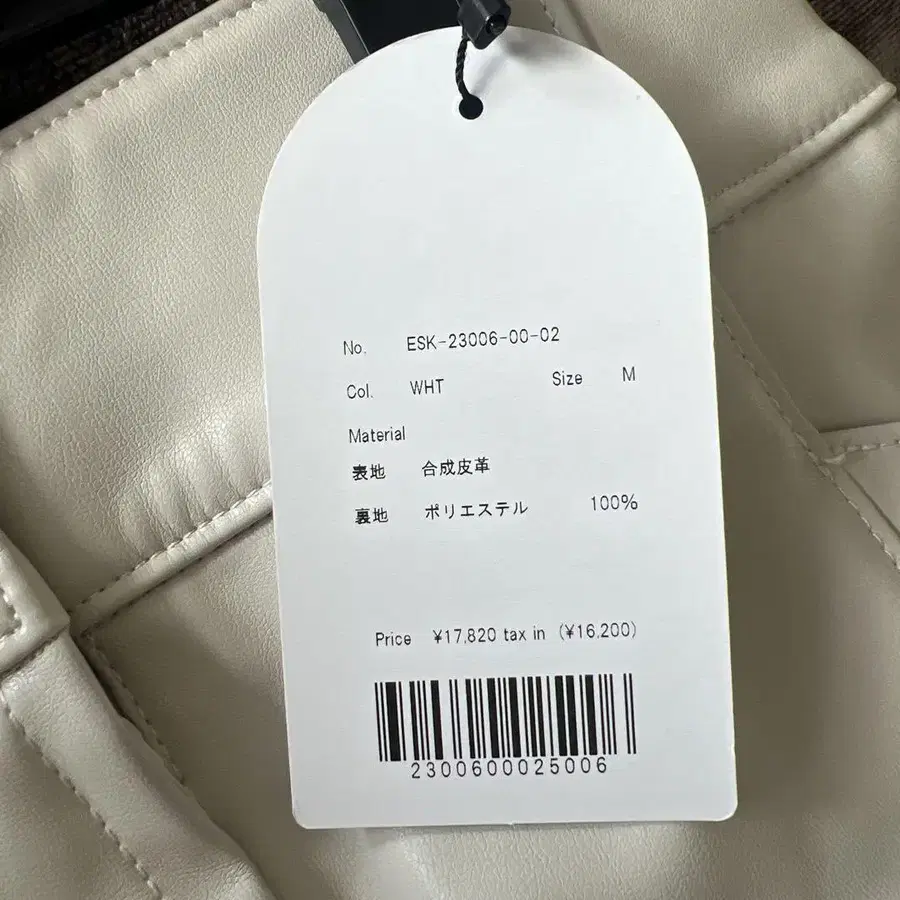 No. ESK-23006-00-02
Col. WHT Size M
Material
表地 合成皮革
裏地 ポリエステル 100%
Price ¥17,820 tax in (¥16,200)
2300600025006